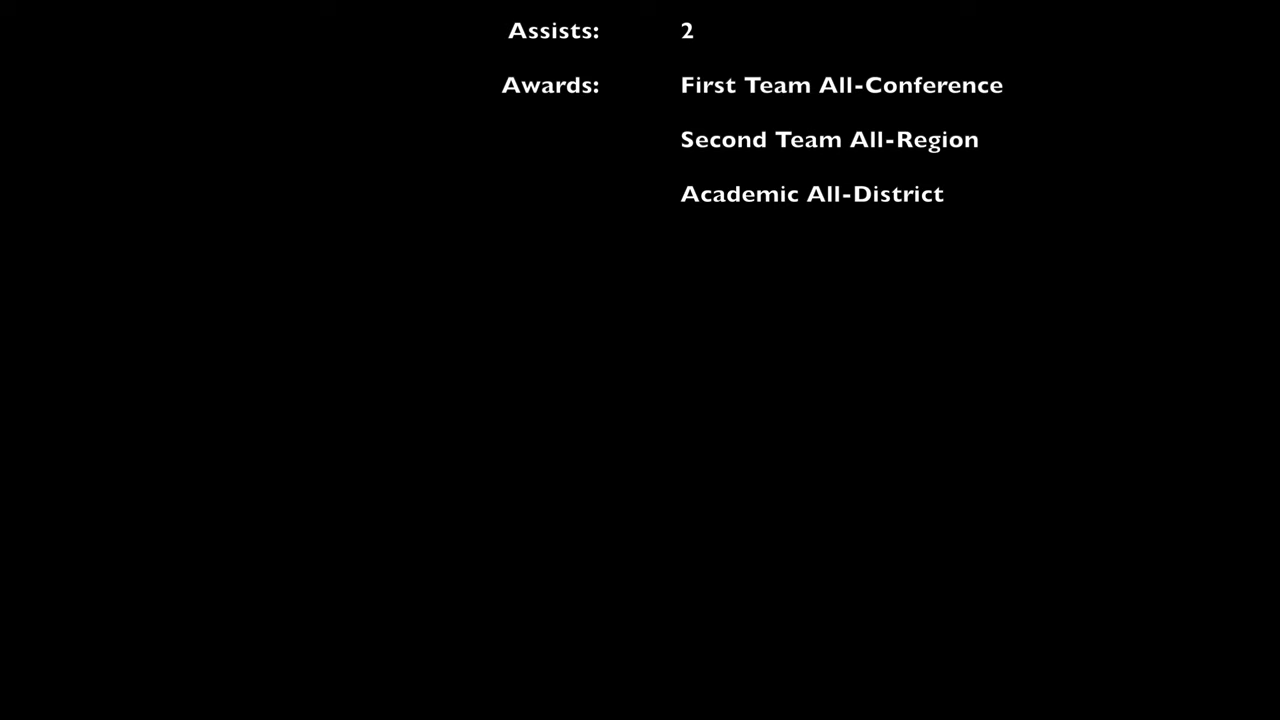 Assists: 2
Awards: First Team All-Conference
Second Team All-Region
Academic All-District